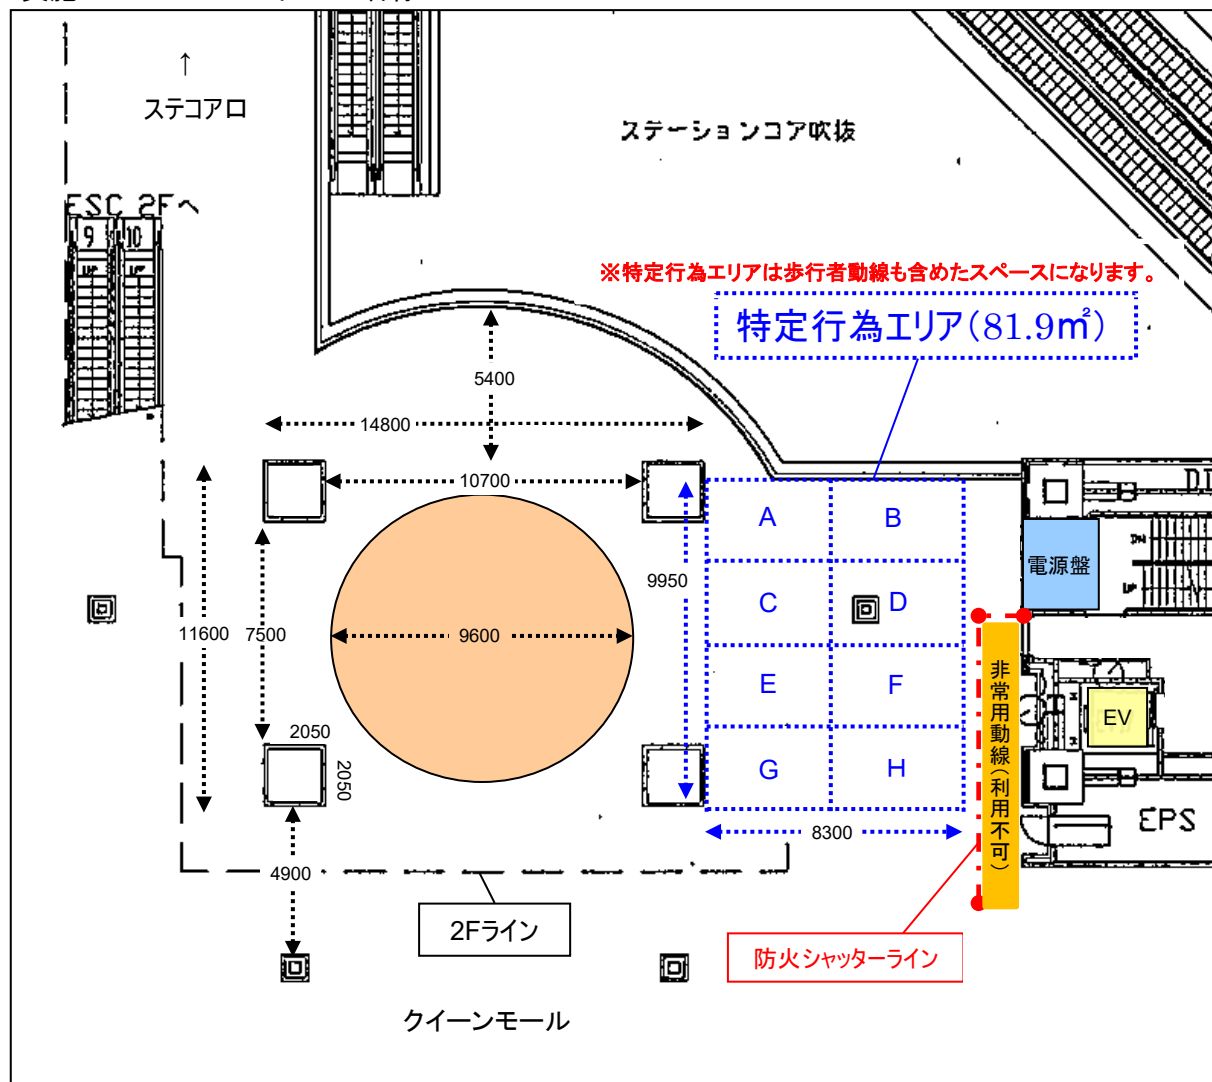 ↑
ステコアロ
ステーションコア吹抜
ESC 2Fへ
9 10
※特定行為エリアは歩行者動線も含めたスペースになります。
特定行為エリア(81.9㎡)
5400
14800
10700
A B
電源盤
9950
C D
11600 7500
9600
E F
非常用動線(利用不可)
EV
2050
2050
G H
8300
EPS
4900
2Fライン
防火シャッターライン
クイーンモール